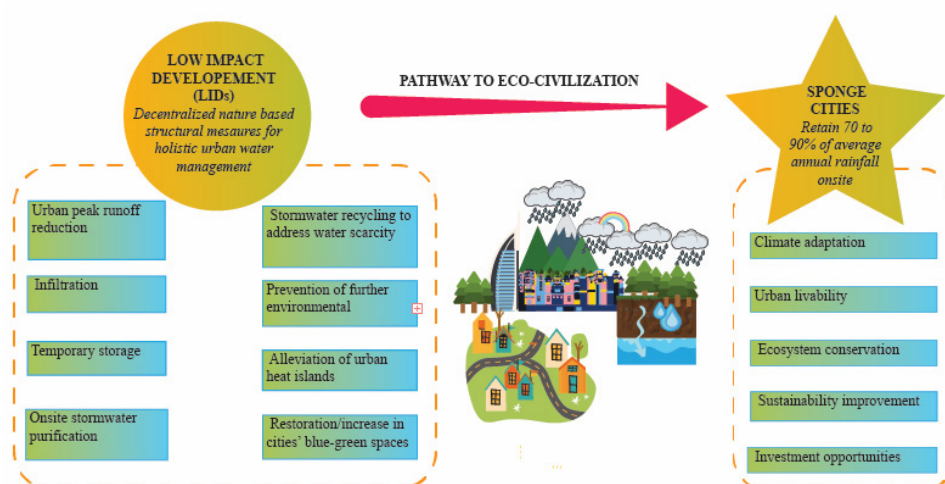 LOW IMPACT
DEVELOPEMENT
(LIDs)
Decentralized nature based
structural mesaures for
holistic urban water
management
PATHWAY TO ECO-CIVILIZATION
SPONGE
CITIES
Retain 70 to
90% of average
annual rainfall
onsite
Urban peak runoff
reduction
Infiltration
Temporary storage
Onsite stormwater
purification
Stormwater recycling to
address water scarcity
Prevention of further
environmental
Alleviation of urban
heat islands
Restoration/increase in
cities’ blue-green spaces
Climate adaptation
Urban livability
Ecosystem conservation
Sustainability improvement
Investment opportunities